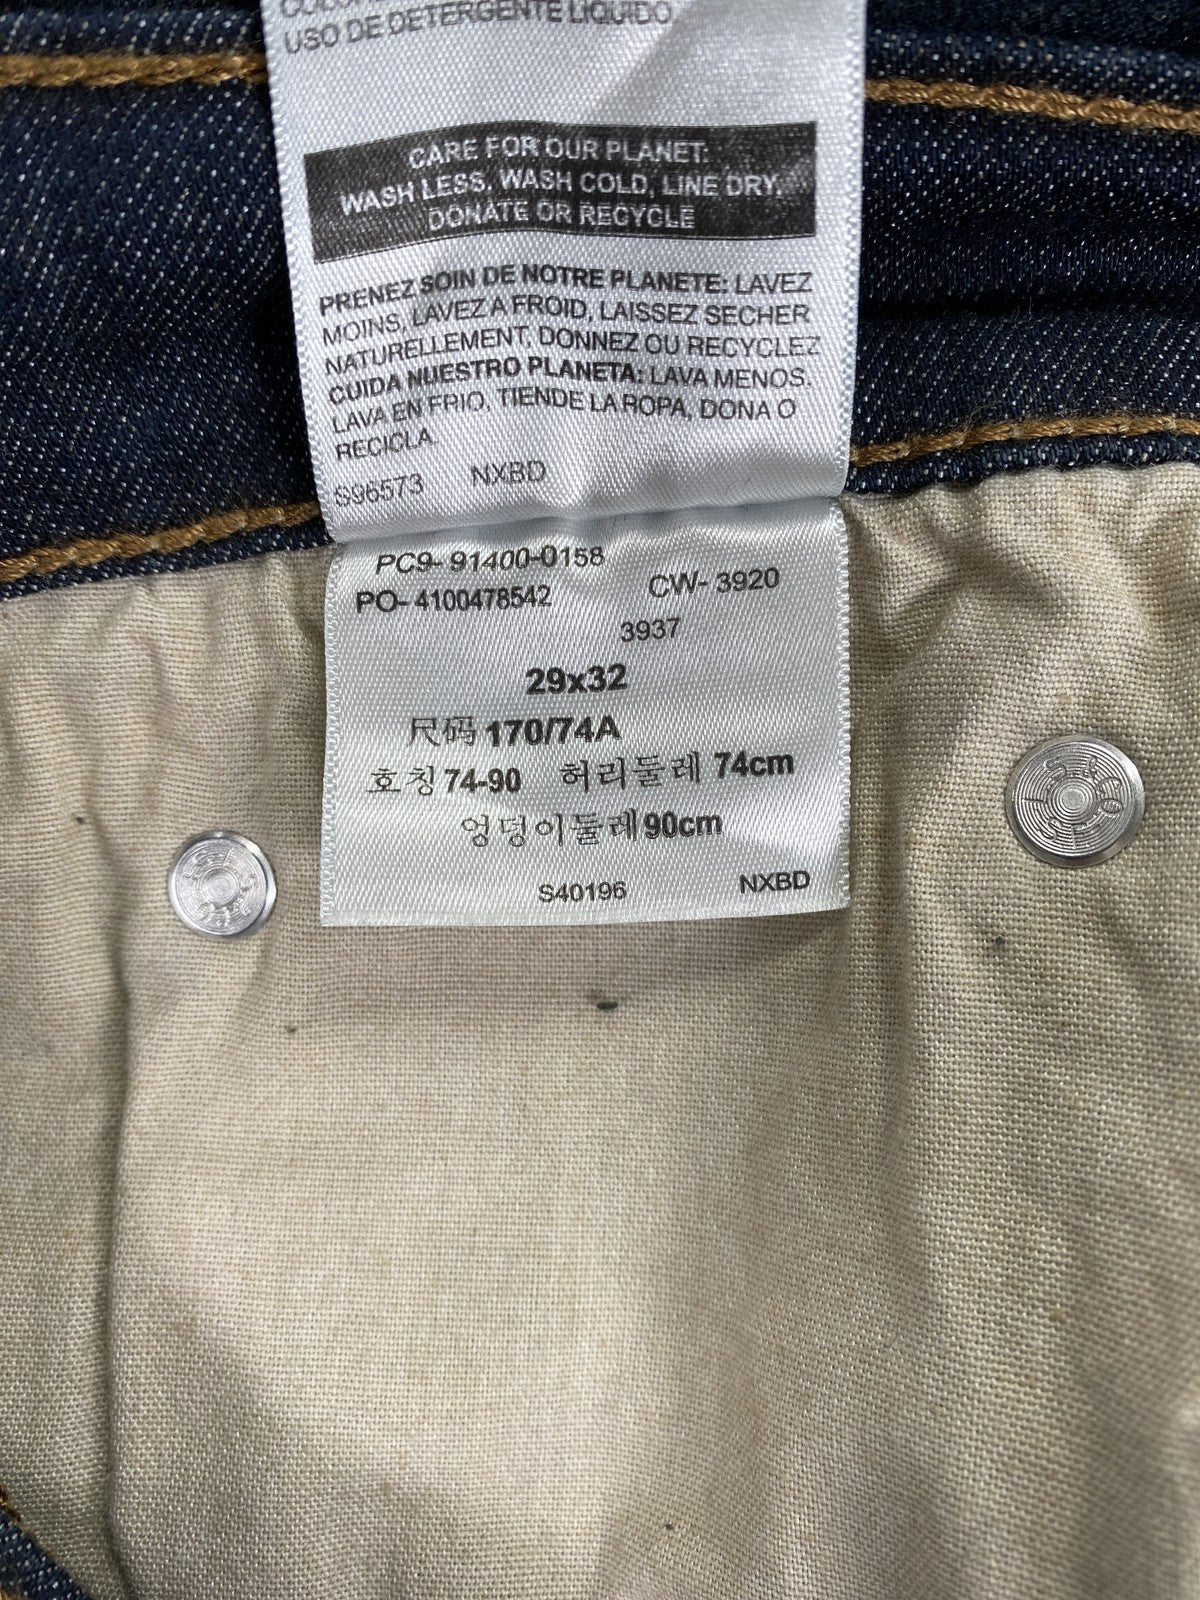 USO DE DETERGENTE LIQUIDO
CARE FOR OUR PLANET:
WASH LESS, WASH COLD, LINE DRY,
DONATE OR RECYCLE
PRENEZ SOIN DE NOTRE PLANETE: LAVEZ
MOINS, LAVEZ A FROID, LAISSEZ SECHER
NATURELLEMENT, DONNEZ OU RECYCLEZ
CUIDA NUESTRO PLANETA: LAVA MENOS,
LAVA EN FRIO, TIENDE LA ROPA, DONA O
RECICLA.
S96573 NXBD
PC9- 91400-0158
PO- 4100478542 CW- 3920
3937
29x32
尺码 170/74A
호칭 74-90 허리둘레 74cm
엉덩이둘레 90cm
S40196 NXBD